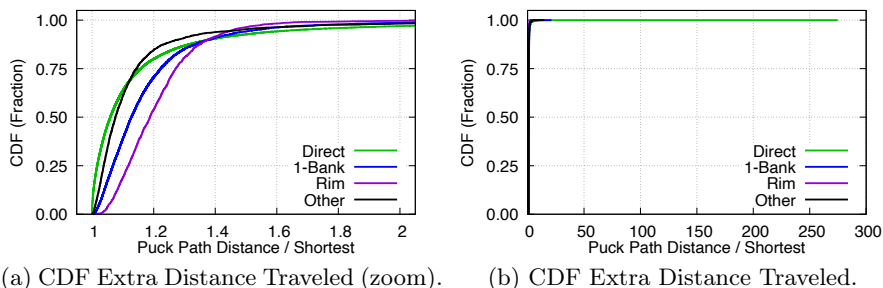 1.00
0.75
0.50
0.25
0.00
CDF (Fraction)
Direct
1-Bank
Rim
Other
1 1.2 1.4 1.6 1.8 2
Puck Path Distance / Shortest
(a) CDF Extra Distance Traveled (zoom).
1.00
0.75
0.50
0.25
0.00
CDF (Fraction)
Direct
1-Bank
Rim
Other
0 50 100 150 200 250 300
Puck Path Distance / Shortest
(b) CDF Extra Distance Traveled.